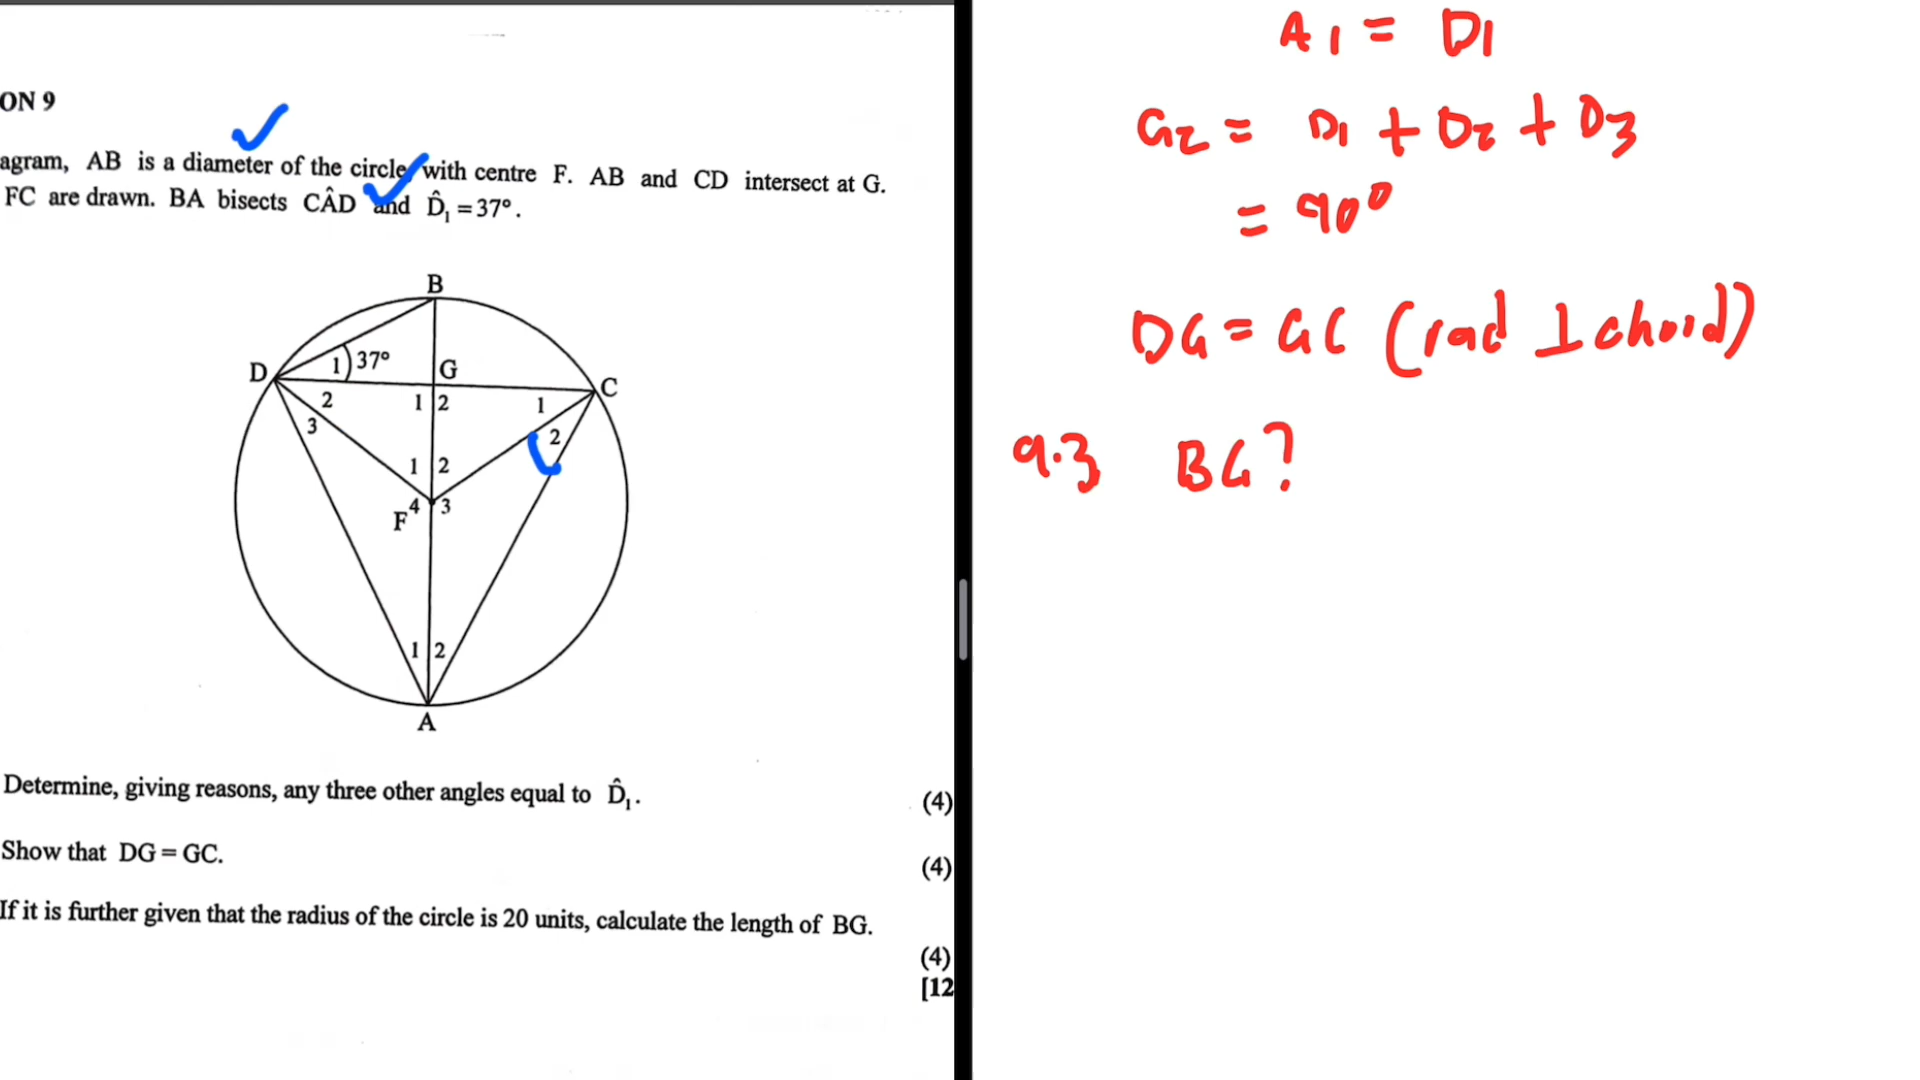 ON 9
agram, AB is a diameter of the circle with centre F. AB and CD intersect at G.
FC are drawn. BA bisects CÂD and D̂₁ = 37°.
B
D
1
37°
G
C
2
3
1 2
1
2
1 2
4 3
F
1 2
A
Determine, giving reasons, any three other angles equal to D̂₁.
(4)
Show that DG = GC.
(4)
If it is further given that the radius of the circle is 20 units, calculate the length of BG.
(4)
[12
A1 = D1
G2 = D1 + D2 + D3
= 90°
DG = GC (rad ⊥ chord)
9.3 BG?